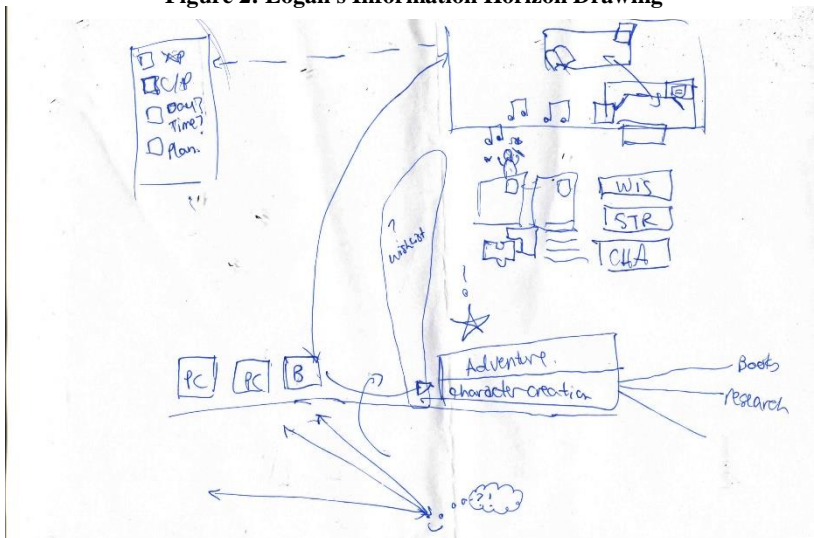 Figure 2: Logan's Information Horizon Drawing
XP
C/P
Day?
Time?
Plan.
WIS
STR
CHA
?
wishlist
Adventure.
character creation
Books
research
PC
PC
B
?!